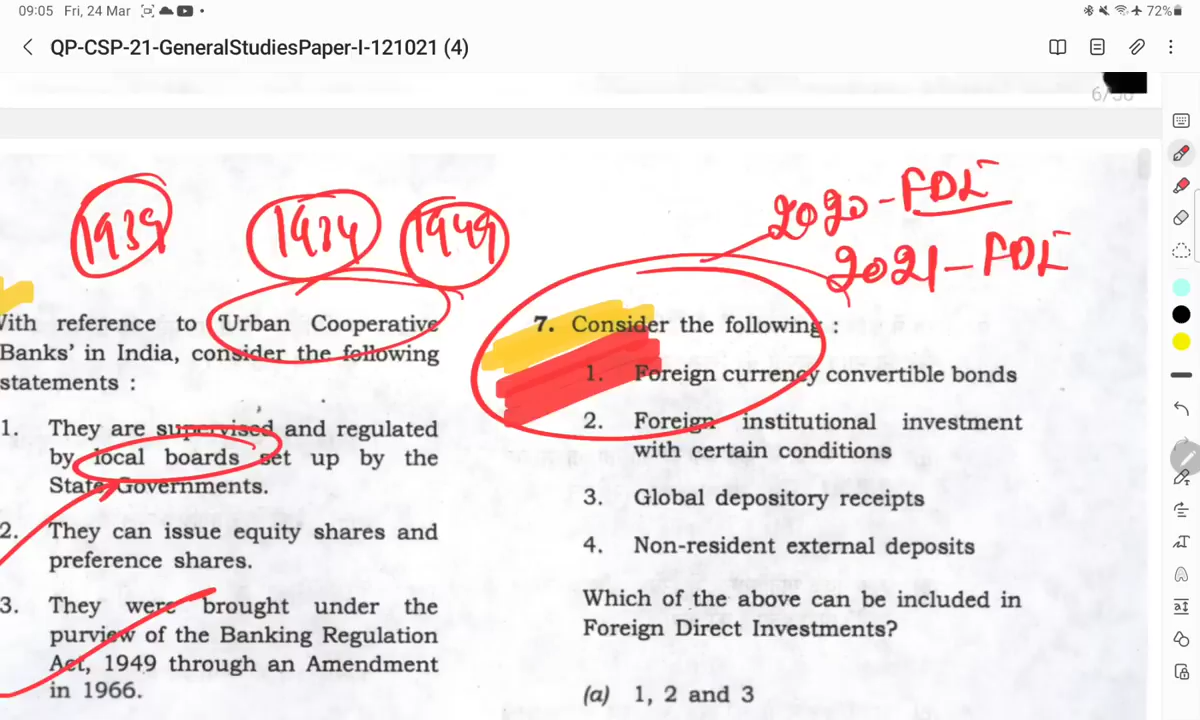 09:05 Fri, 24 Mar
72%
QP-CSP-21-GeneralStudiesPaper-I-121021 (4)
1939
1934
1949
2020 - FDI
2021 - FDI
With reference to 'Urban Cooperative
Banks' in India, consider the following
statements :
1. They are supervised and regulated
by local boards set up by the
State Governments.
2. They can issue equity shares and
preference shares.
3. They were brought under the
purview of the Banking Regulation
Act, 1949 through an Amendment
in 1966.
7. Consider the following :
1. Foreign currency convertible bonds
2. Foreign institutional investment
with certain conditions
3. Global depository receipts
4. Non-resident external deposits
Which of the above can be included in
Foreign Direct Investments?
(a) 1, 2 and 3